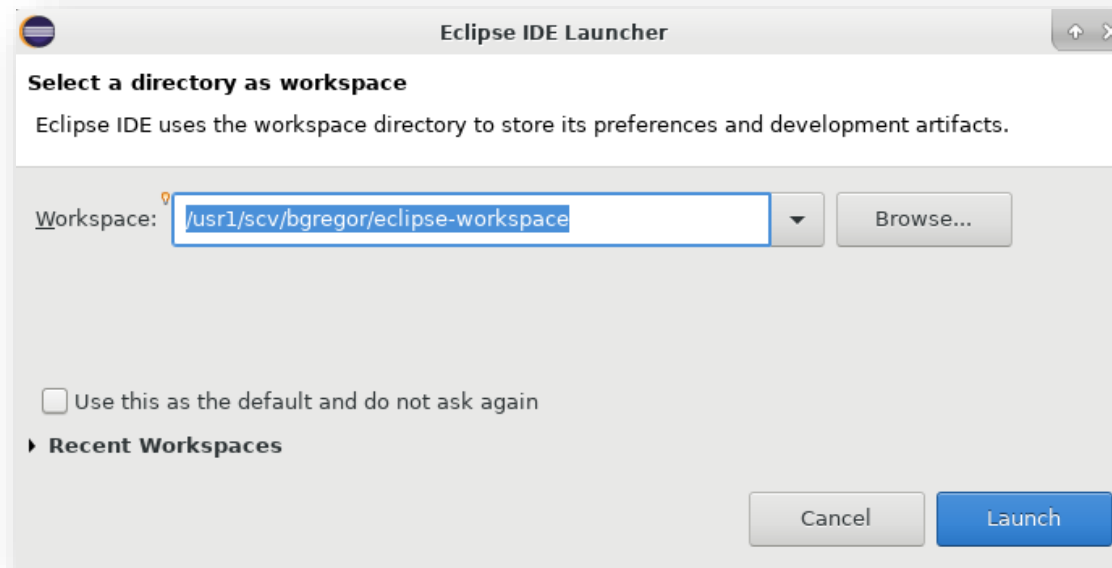 Eclipse IDE Launcher
Select a directory as workspace
Eclipse IDE uses the workspace directory to store its preferences and development artifacts.
Workspace: /usr1/scv/bgregor/eclipse-workspace Browse...
Use this as the default and do not ask again
Recent Workspaces
Cancel Launch